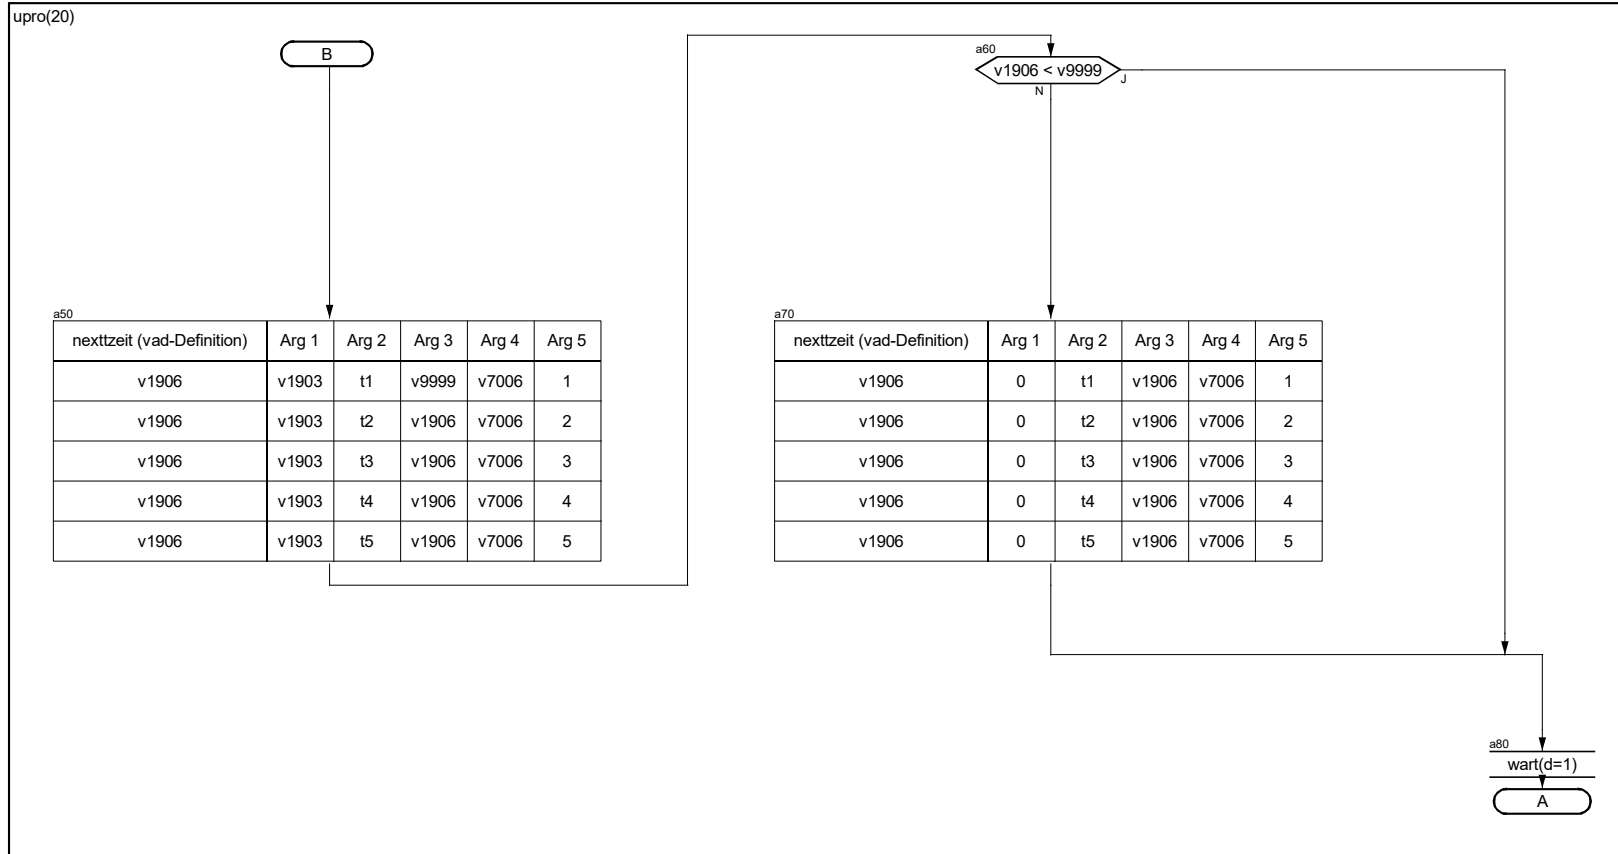 upro(20)
B
a50
nexttzeit (vad-Definition) Arg 1 Arg 2 Arg 3 Arg 4 Arg 5
v1906 v1903 t1 v9999 v7006 1
v1906 v1903 t2 v1906 v7006 2
v1906 v1903 t3 v1906 v7006 3
v1906 v1903 t4 v1906 v7006 4
v1906 v1903 t5 v1906 v7006 5
a60
v1906 < v9999
J
N
a70
nexttzeit (vad-Definition) Arg 1 Arg 2 Arg 3 Arg 4 Arg 5
v1906 0 t1 v1906 v7006 1
v1906 0 t2 v1906 v7006 2
v1906 0 t3 v1906 v7006 3
v1906 0 t4 v1906 v7006 4
v1906 0 t5 v1906 v7006 5
a80
wart(d=1)
A